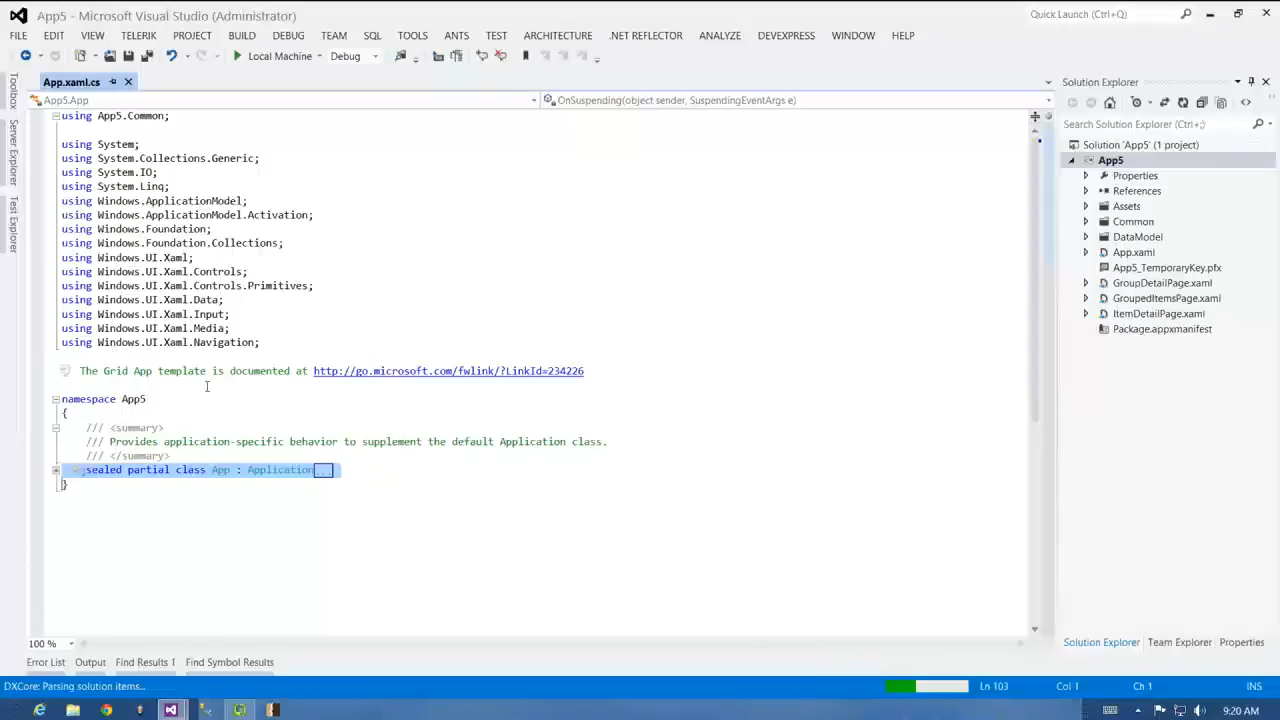 App5 - Microsoft Visual Studio (Administrator)
Quick Launch (Ctrl+Q)
FILE EDIT VIEW TELERIK PROJECT BUILD DEBUG TEAM SQL TOOLS ANTS TEST ARCHITECTURE .NET REFLECTOR ANALYZE DEVEXPRESS WINDOW HELP
Local Machine Debug
App.xaml.cs
App5.App
OnSuspending(object sender, SuspendingEventArgs e)
Toolbox
Server Explorer
Test Explorer
using App5.Common;
using System;
using System.Collections.Generic;
using System.IO;
using System.Linq;
using Windows.ApplicationModel;
using Windows.ApplicationModel.Activation;
using Windows.Foundation;
using Windows.Foundation.Collections;
using Windows.UI.Xaml;
using Windows.UI.Xaml.Controls;
using Windows.UI.Xaml.Controls.Primitives;
using Windows.UI.Xaml.Data;
using Windows.UI.Xaml.Input;
using Windows.UI.Xaml.Media;
using Windows.UI.Xaml.Navigation;
The Grid App template is documented at http://go.microsoft.com/fwlink/?LinkId=234226
namespace App5
{
/// <summary>
/// Provides application-specific behavior to supplement the default Application class.
/// </summary>
sealed partial class App : Application...
}
100 %
Solution Explorer
Search Solution Explorer (Ctrl+;)
Solution 'App5' (1 project)
App5
Properties
References
Assets
Common
DataModel
App.xaml
App5_TemporaryKey.pfx
GroupDetailPage.xaml
GroupedItemsPage.xaml
ItemDetailPage.xaml
Package.appxmanifest
Solution Explorer Team Explorer Properties
Error List Output Find Results 1 Find Symbol Results
DXCore: Parsing solution items...
Ln 103 Col 1 Ch 1 INS
9:20 AM